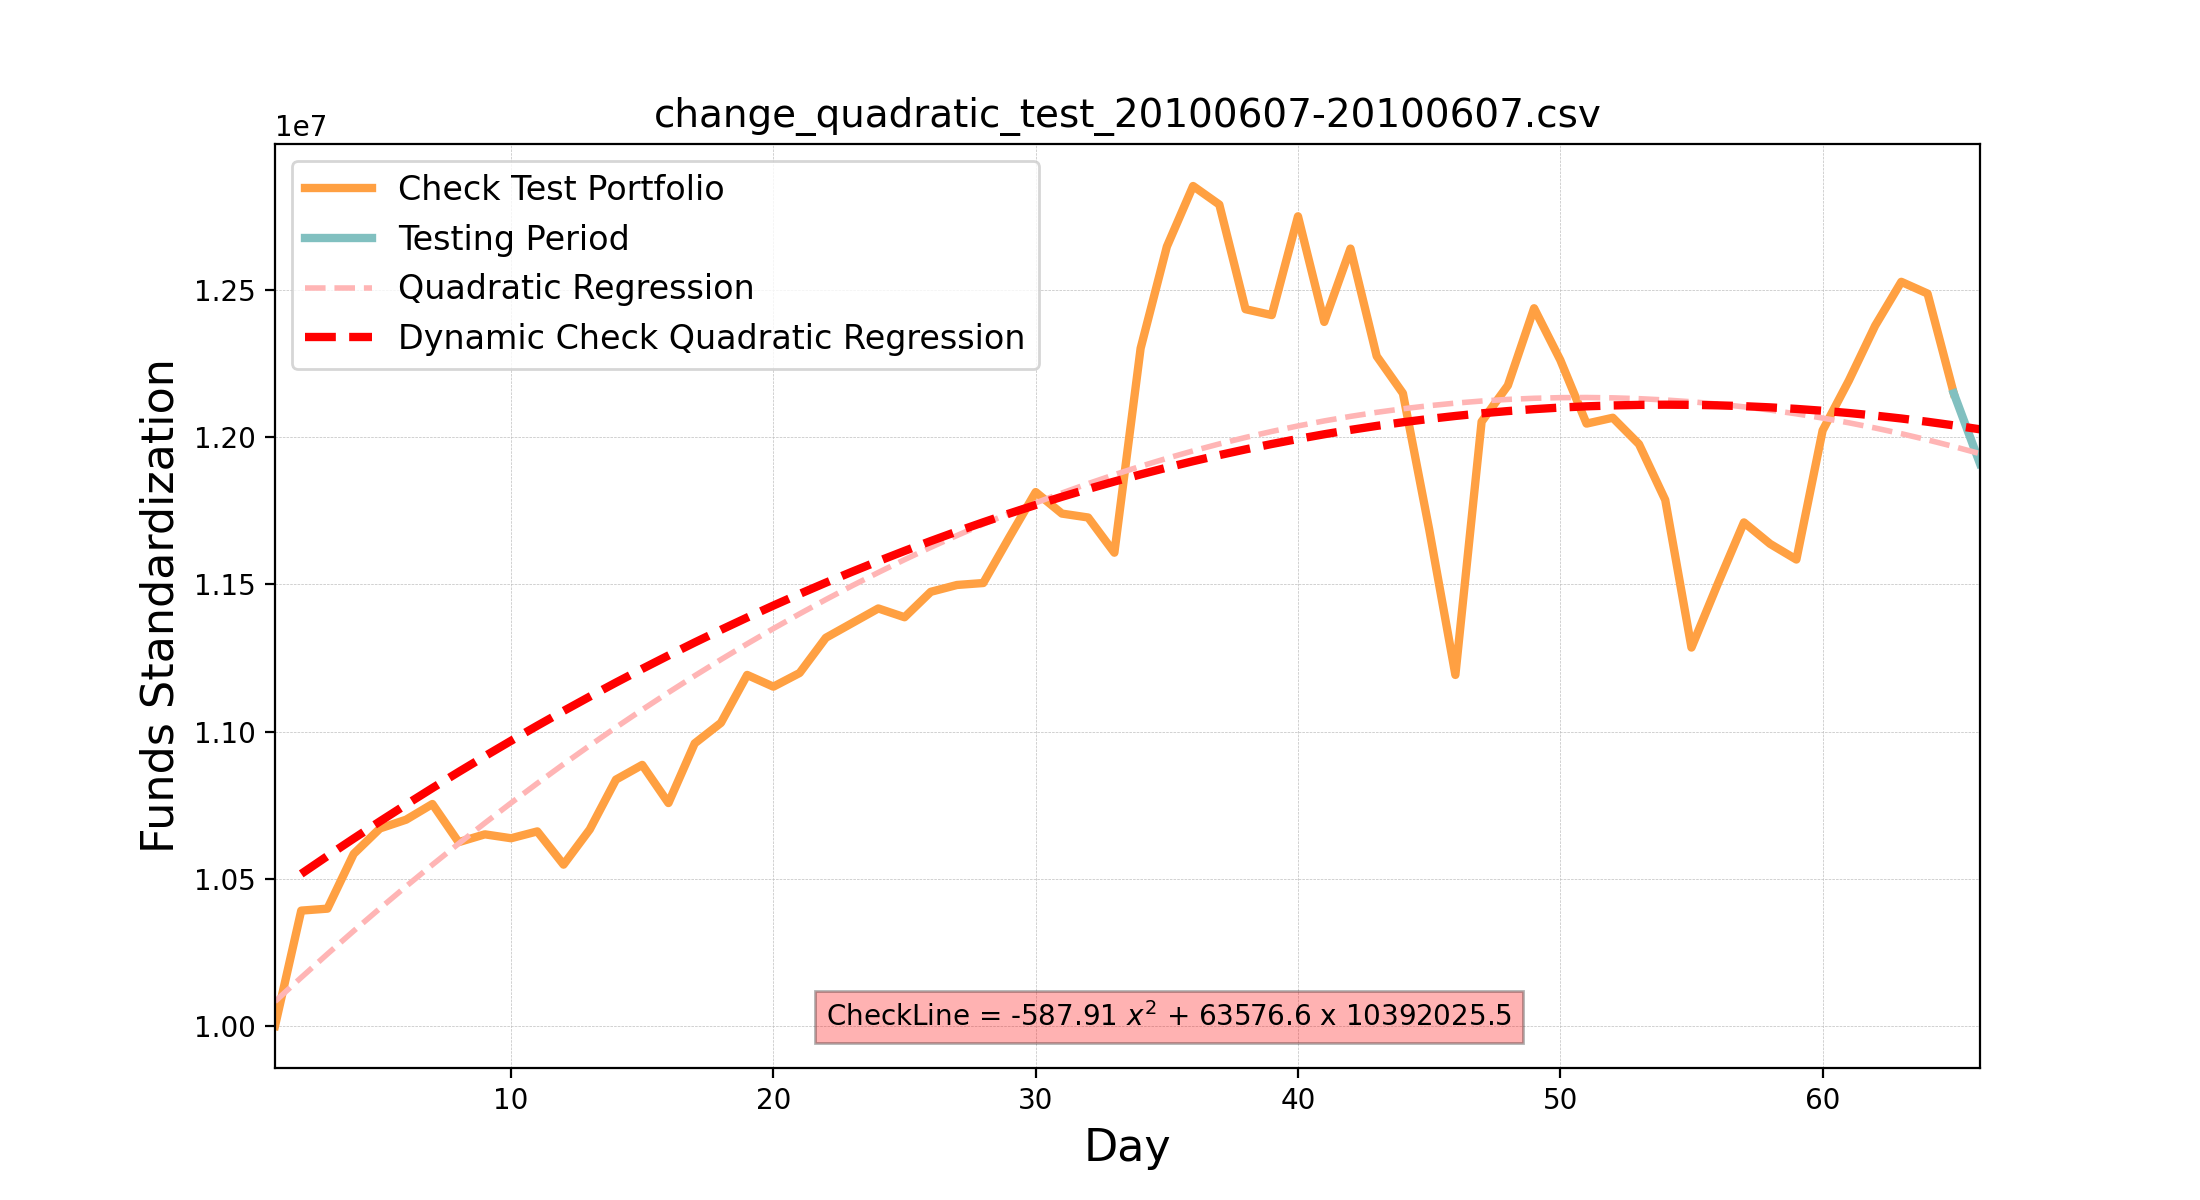 change_quadratic_test_20100607-20100607.csv
1e7
Check Test Portfolio
Testing Period
Quadratic Regression
Dynamic Check Quadratic Regression
1.25
1.20
1.15
1.10
1.05
1.00
Funds Standardization
CheckLine = -587.91 x² + 63576.6 x 10392025.5
10 20 30 40 50 60
Day